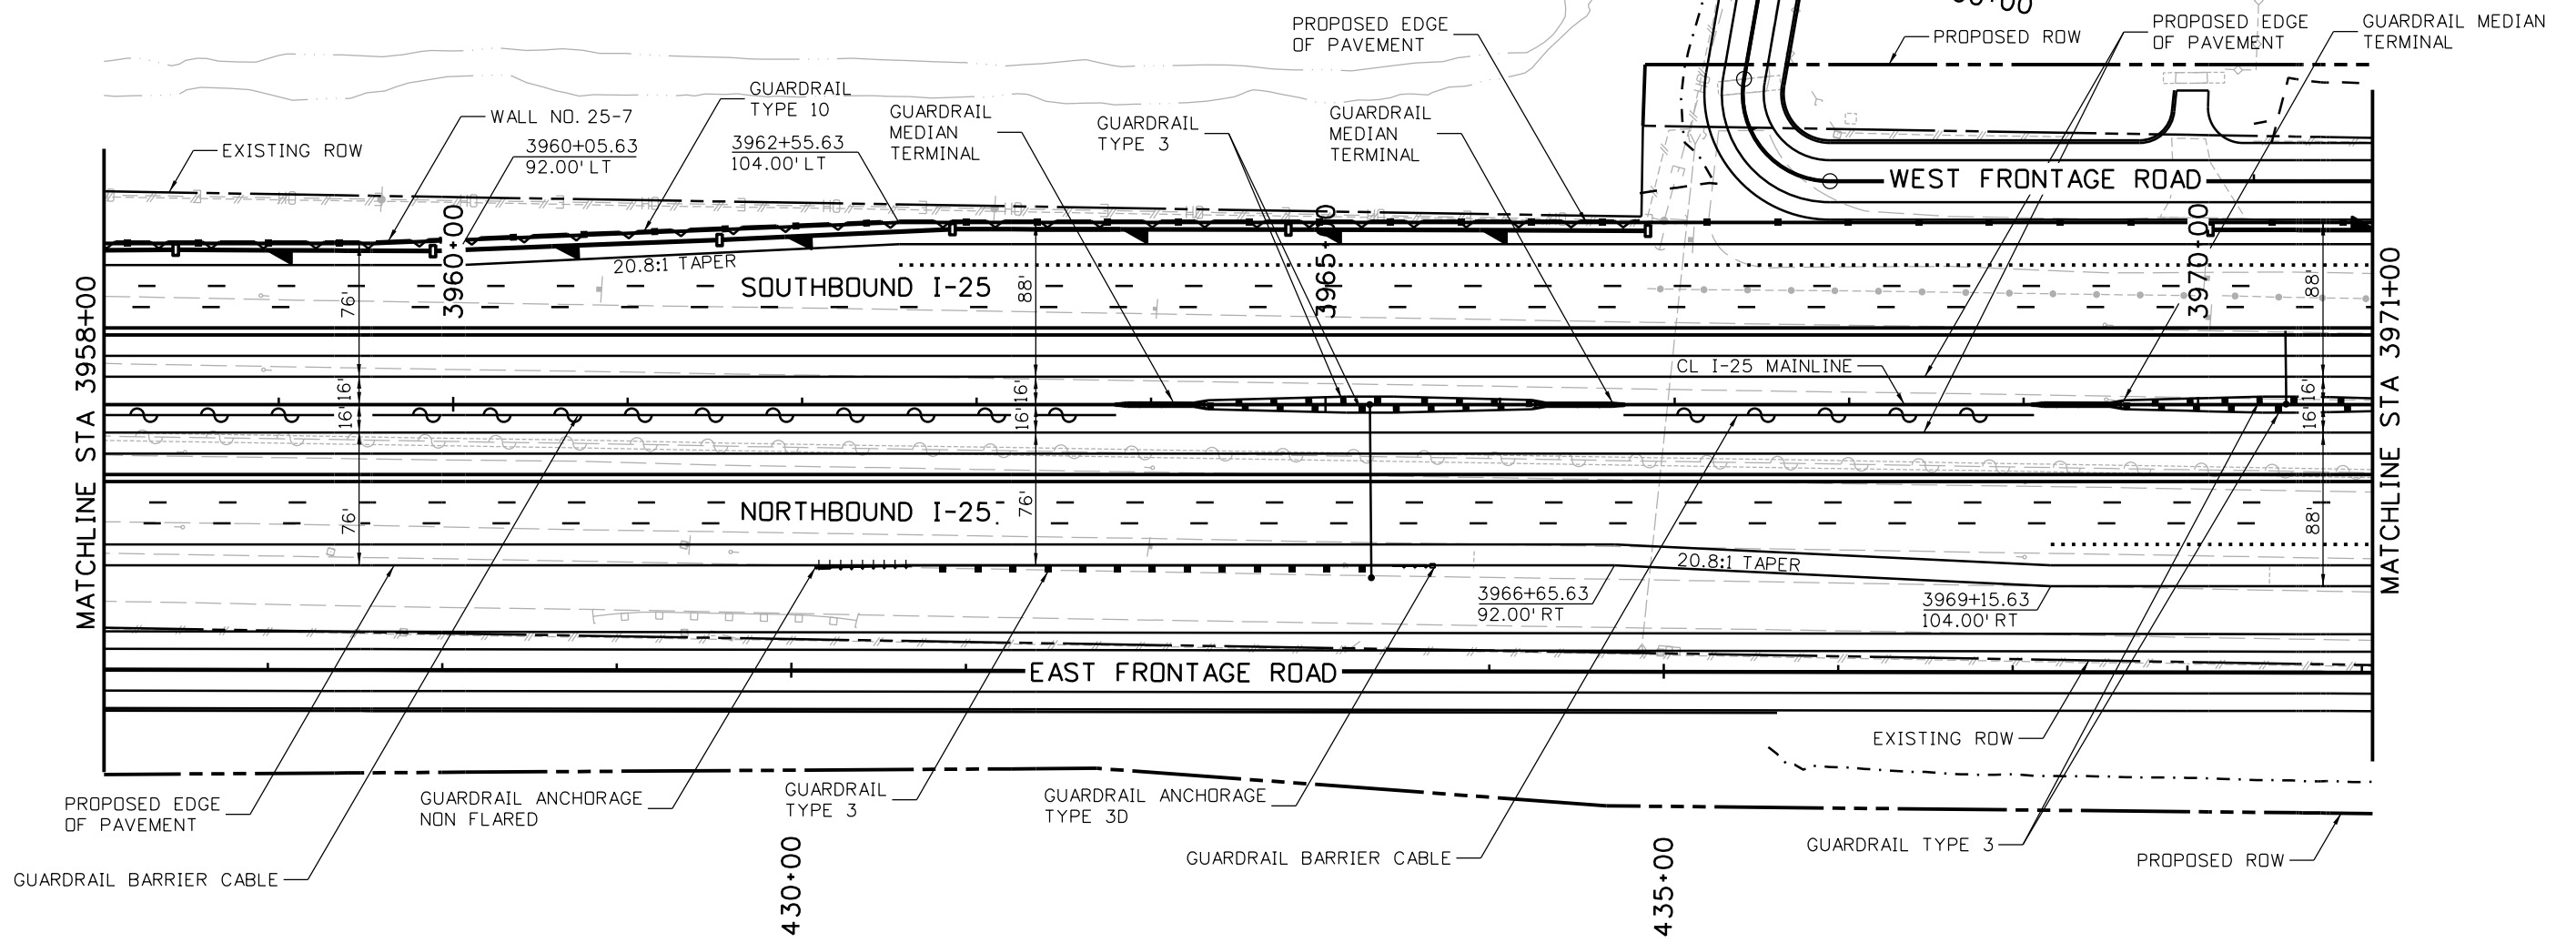 PROPOSED EDGE
OF PAVEMENT
PROPOSED ROW
PROPOSED EDGE
OF PAVEMENT
GUARDRAIL MEDIAN
TERMINAL
WALL NO. 25-7
GUARDRAIL
TYPE 10
GUARDRAIL
MEDIAN
TERMINAL
GUARDRAIL
TYPE 3
GUARDRAIL
MEDIAN
TERMINAL
EXISTING ROW
3960+05.63
92.00' LT
3962+55.63
104.00' LT
WEST FRONTAGE ROAD
3960+00
3965+00
3970+00
20.8:1 TAPER
SOUTHBOUND I-25
76'
88'
88'
MATCHLINE STA 3958+00
MATCHLINE STA 3971+00
CL I-25 MAINLINE
16'
16'
16'
16'
16'
16'
NORTHBOUND I-25
76'
76'
88'
20.8:1 TAPER
3966+65.63
92.00' RT
3969+15.63
104.00' RT
EAST FRONTAGE ROAD
EXISTING ROW
PROPOSED EDGE
OF PAVEMENT
GUARDRAIL ANCHORAGE
NON FLARED
GUARDRAIL
TYPE 3
GUARDRAIL ANCHORAGE
TYPE 3D
GUARDRAIL BARRIER CABLE
GUARDRAIL BARRIER CABLE
GUARDRAIL TYPE 3
PROPOSED ROW
430+00
435+00